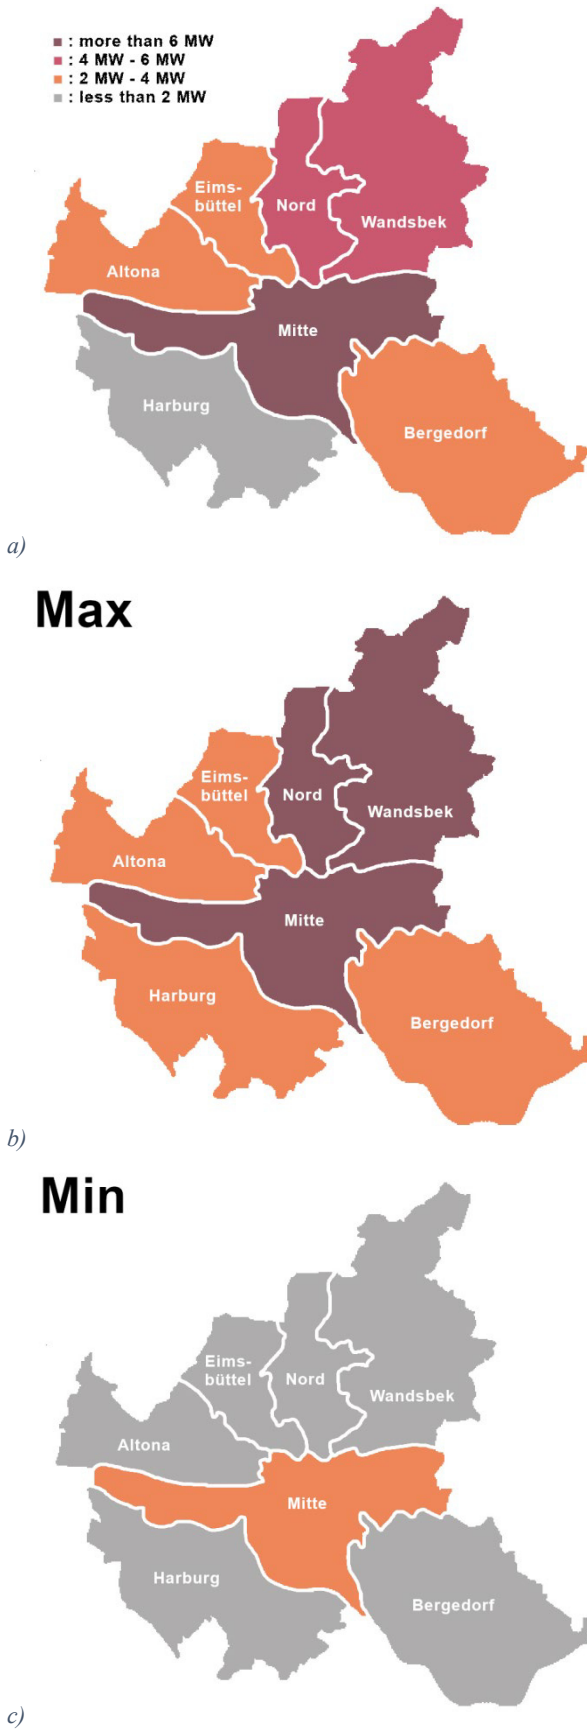 : more than 6 MW
: 4 MW - 6 MW
: 2 MW - 4 MW
: less than 2 MW
Eims-
büttel
Nord
Wandsbek
Altona
Mitte
Harburg
Bergedorf
a)
Max
Eims-
büttel
Nord
Wandsbek
Altona
Mitte
Harburg
Bergedorf
b)
Min
Eims-
büttel
Nord
Wandsbek
Altona
Mitte
Harburg
Bergedorf
c)